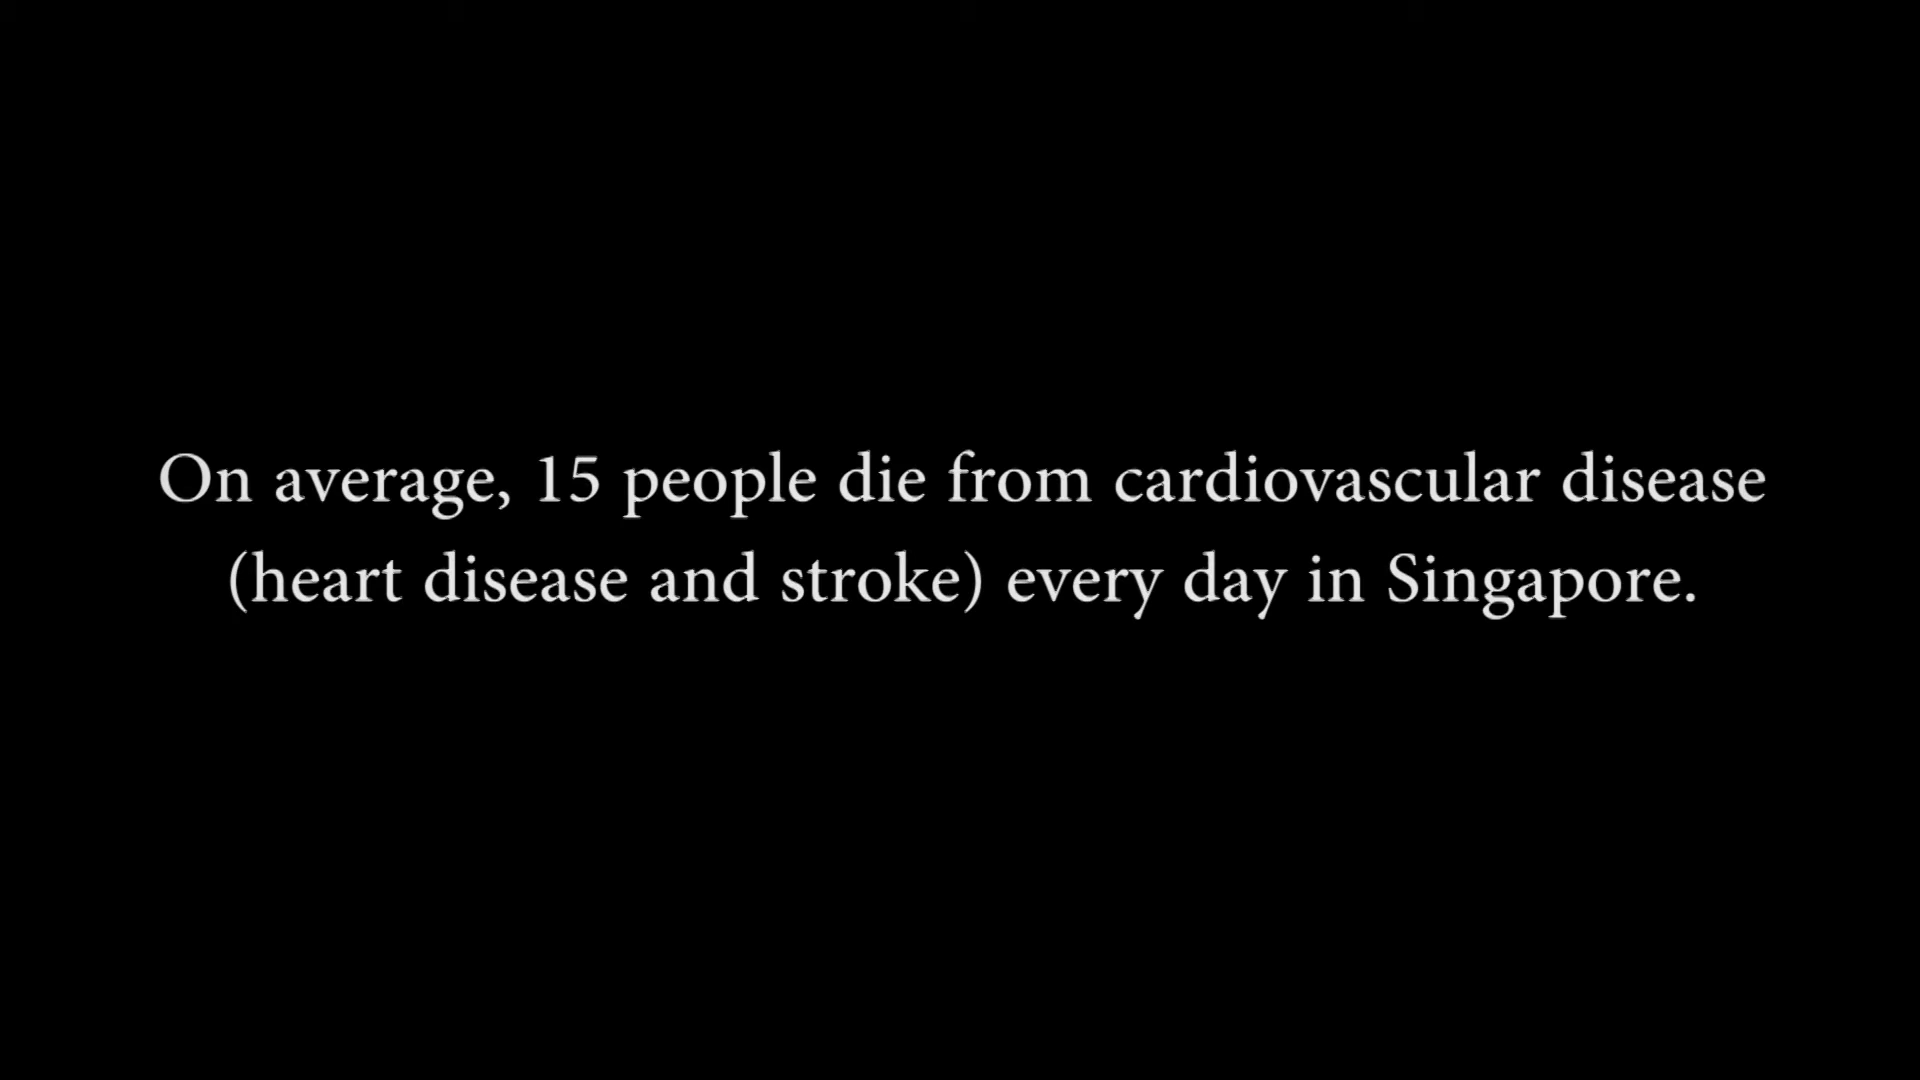 On average, 15 people die from cardiovascular disease
(heart disease and stroke) every day in Singapore.